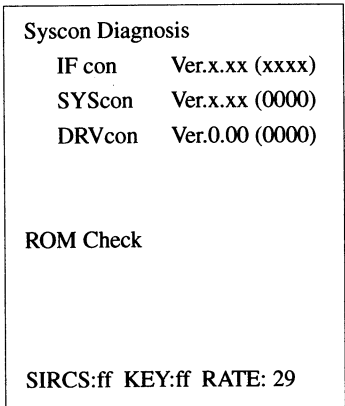 Syscon Diagnosis
IF con Ver.x.xx (xxxx)
SYScon Ver.x.xx (0000)
DRVcon Ver.0.00 (0000)
ROM Check
SIRCS:ff KEY:ff RATE: 29